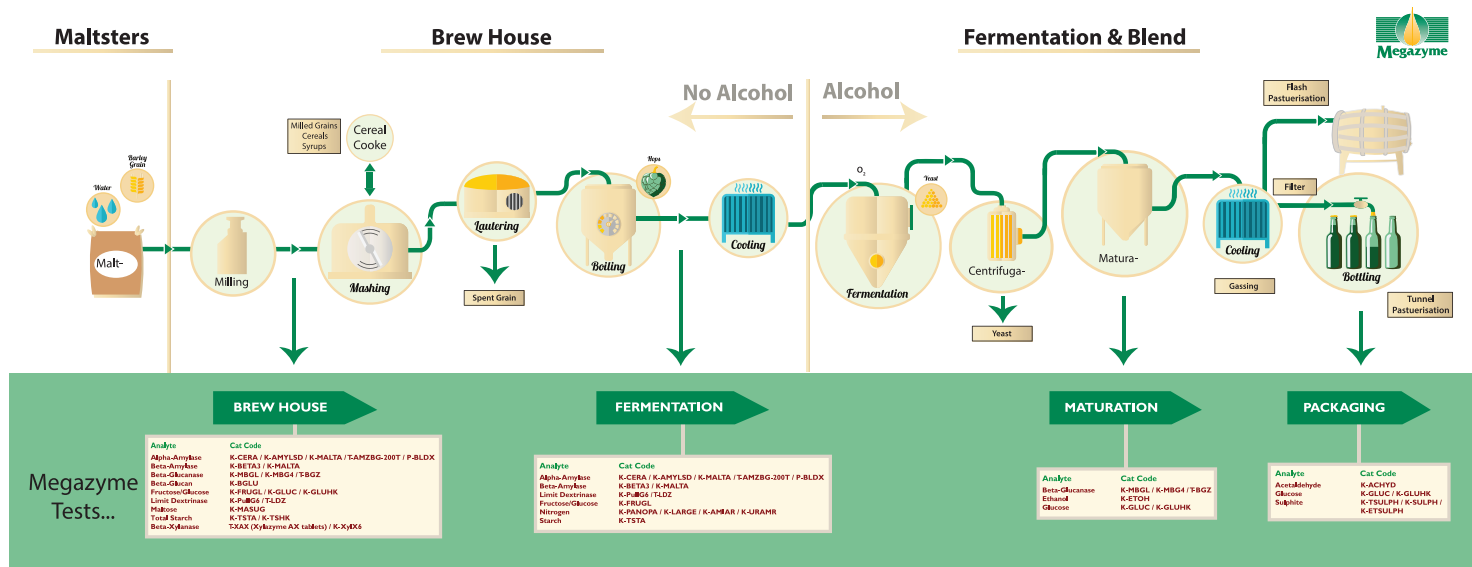 Maltsters
Brew House
Fermentation & Blend
Megazyme
No Alcohol
Alcohol
Flash
Pastuerisation
Milled Grains
Cereals
Syrups
Cereal
Cooke
Barley
Grain
Water
Hops
O2
Yeast
Filter
Malt-
Milling
Mashing
Lautering
Boiling
Cooling
Fermentation
Centrifuga-
Matura-
Cooling
Bottling
Spent Grain
Yeast
Gassing
Tunnel
Pastuerisation
Megazyme
Tests...
BREW HOUSE
Analyte Cat Code
Alpha-Amylase K-CERA / K-AMYLSD / K-MALTA / T-AMZBG-200T / P-BLDX
Beta-Amylase K-BETA3 / K-MALTA
Beta-Glucanase K-MBGL / K-MBG4 / T-BGZ
Beta-Glucan K-BGLU
Fructose/Glucose K-FRUGL / K-GLUC / K-GLUHK
Limit Dextrinase K-PullG6 / T-LDZ
Maltose K-MASUG
Total Starch K-TSTA / K-TSHK
Beta-Xylanase T-XAX (Xylazyme AX tablets) / K-XylX6
FERMENTATION
Analyte Cat Code
Alpha-Amylase K-CERA / K-AMYLSD / K-MALTA / T-AMZBG-200T / P-BLDX
Beta-Amylase K-BETA3 / K-MALTA
Limit Dextrinase K-PullG6 / T-LDZ
Fructose/Glucose K-FRUGL
Nitrogen K-PANOPA / K-LARGE / K-AMIAR / K-URAMR
Starch K-TSTA
MATURATION
Analyte Cat Code
Beta-Glucanase K-MBGL / K-MBG4 / T-BGZ
Ethanol K-ETOH
Glucose K-GLUC / K-GLUHK
PACKAGING
Analyte Cat Code
Acetaldehyde K-ACHYD
Glucose K-GLUC / K-GLUHK
Sulphite K-TSULPH / K-SULPH /
K-ETSULPH